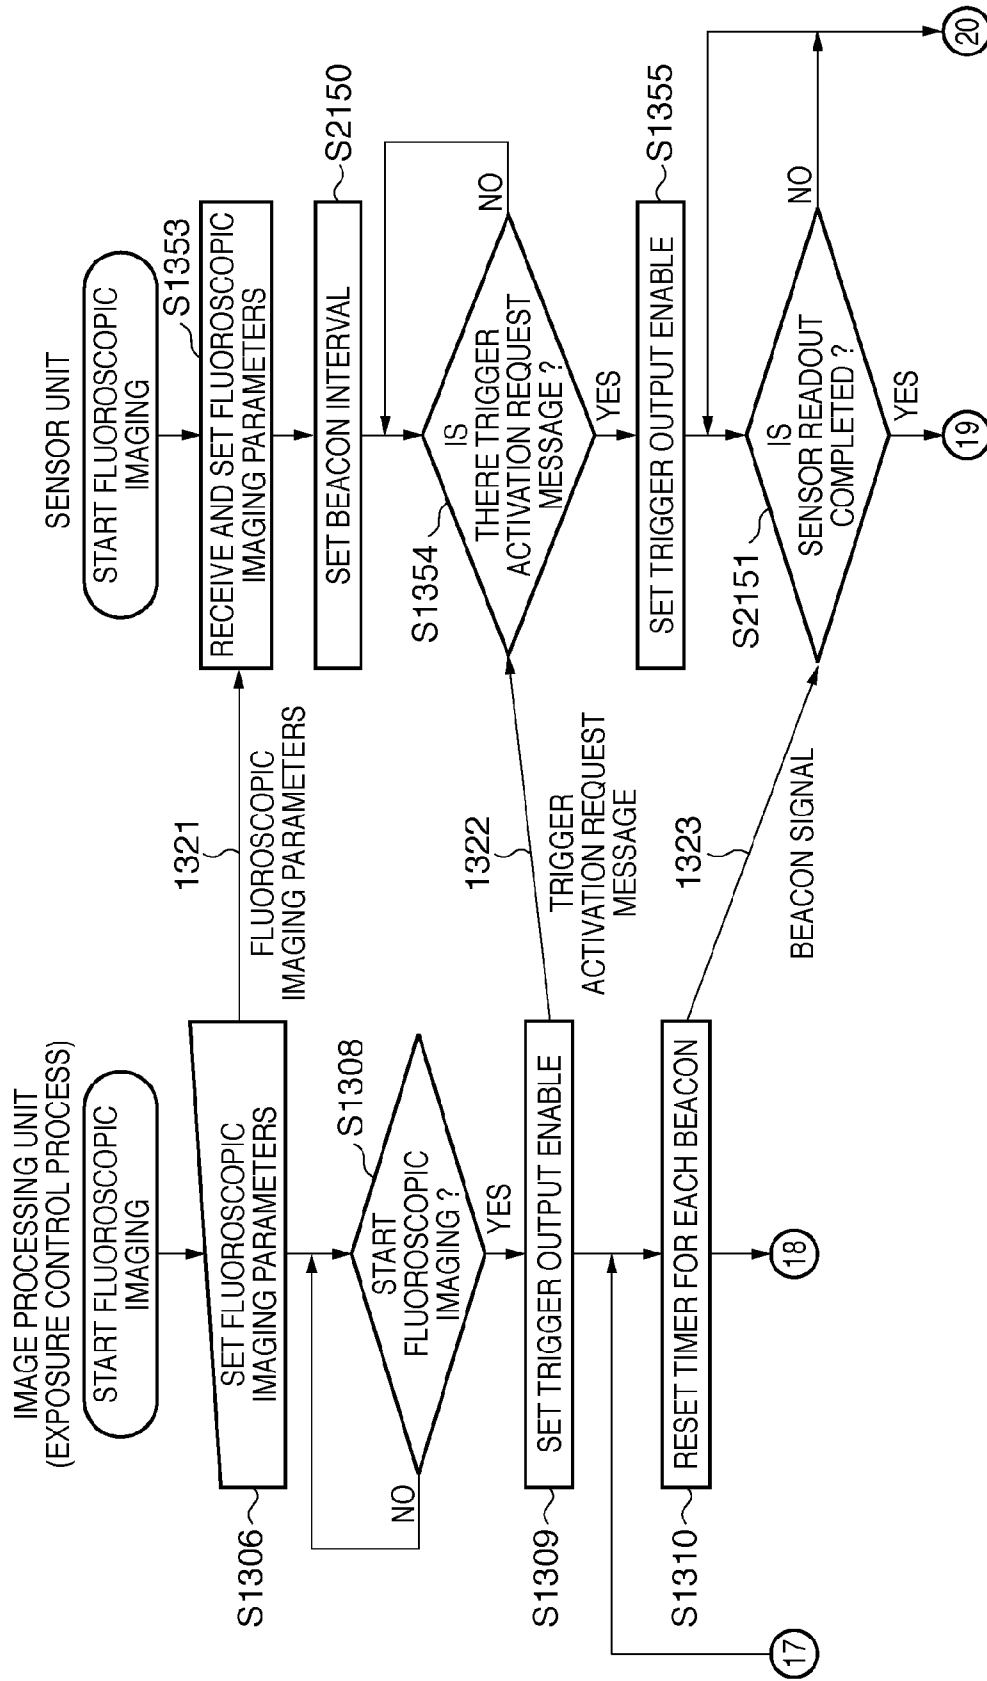 IMAGE PROCESSING UNIT
(EXPOSURE CONTROL PROCESS)
START FLUOROSCOPIC
IMAGING
S1306
SET FLUOROSCOPIC
IMAGING PARAMETERS
1321
FLUOROSCOPIC
IMAGING PARAMETERS
S1308
START
FLUOROSCOPIC
IMAGING ?
NO
YES
S1309
SET TRIGGER OUTPUT ENABLE
1322
TRIGGER
ACTIVATION REQUEST
MESSAGE
17
S1310
RESET TIMER FOR EACH BEACON
1323
BEACON SIGNAL
18
SENSOR UNIT
START FLUOROSCOPIC
IMAGING
S1353
RECEIVE AND SET FLUOROSCOPIC
IMAGING PARAMETERS
S2150
SET BEACON INTERVAL
S1354
IS
THERE TRIGGER
ACTIVATION REQUEST
MESSAGE ?
NO
YES
S1355
SET TRIGGER OUTPUT ENABLE
S2151
IS
SENSOR READOUT
COMPLETED ?
NO
YES
19
20